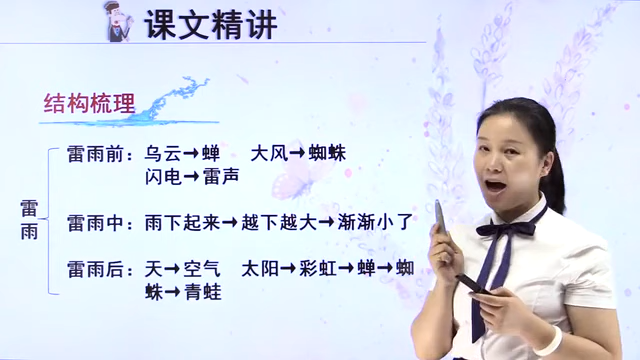 课文精讲
结构梳理
雷雨
雷雨前：乌云→蝉 大风→蜘蛛
闪电→雷声
雷雨中：雨下起来→越下越大→渐渐小了
雷雨后：天→空气 太阳→彩虹→蝉→蜘
蛛→青蛙